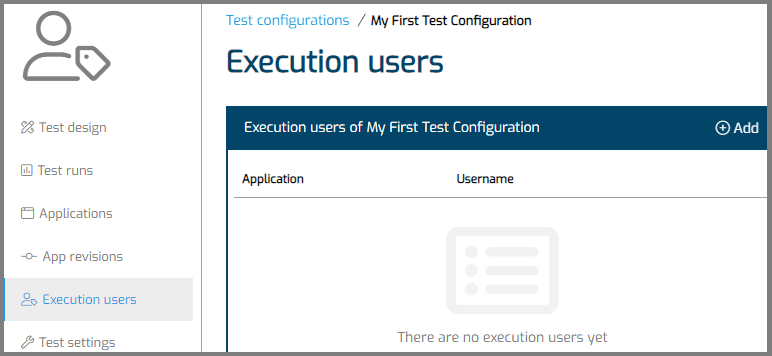 Test configurations / My First Test Configuration
Execution users
Test design
Test runs
Applications
App revisions
Execution users
Test settings
Execution users of My First Test Configuration
Add
Application Username
There are no execution users yet